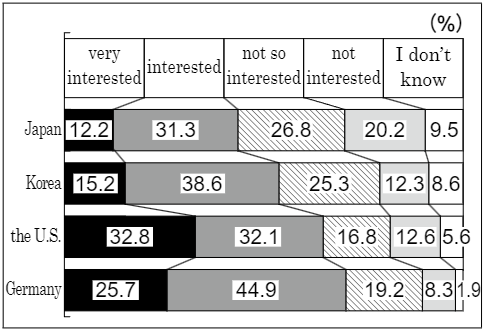 (%)
very interested
interested
not so interested
not interested
I don't know
Japan 12.2 31.3 26.8 20.2 9.5
Korea 15.2 38.6 25.3 12.3 8.6
the U.S. 32.8 32.1 16.8 12.6 5.6
Germany 25.7 44.9 19.2 8.3 1.9